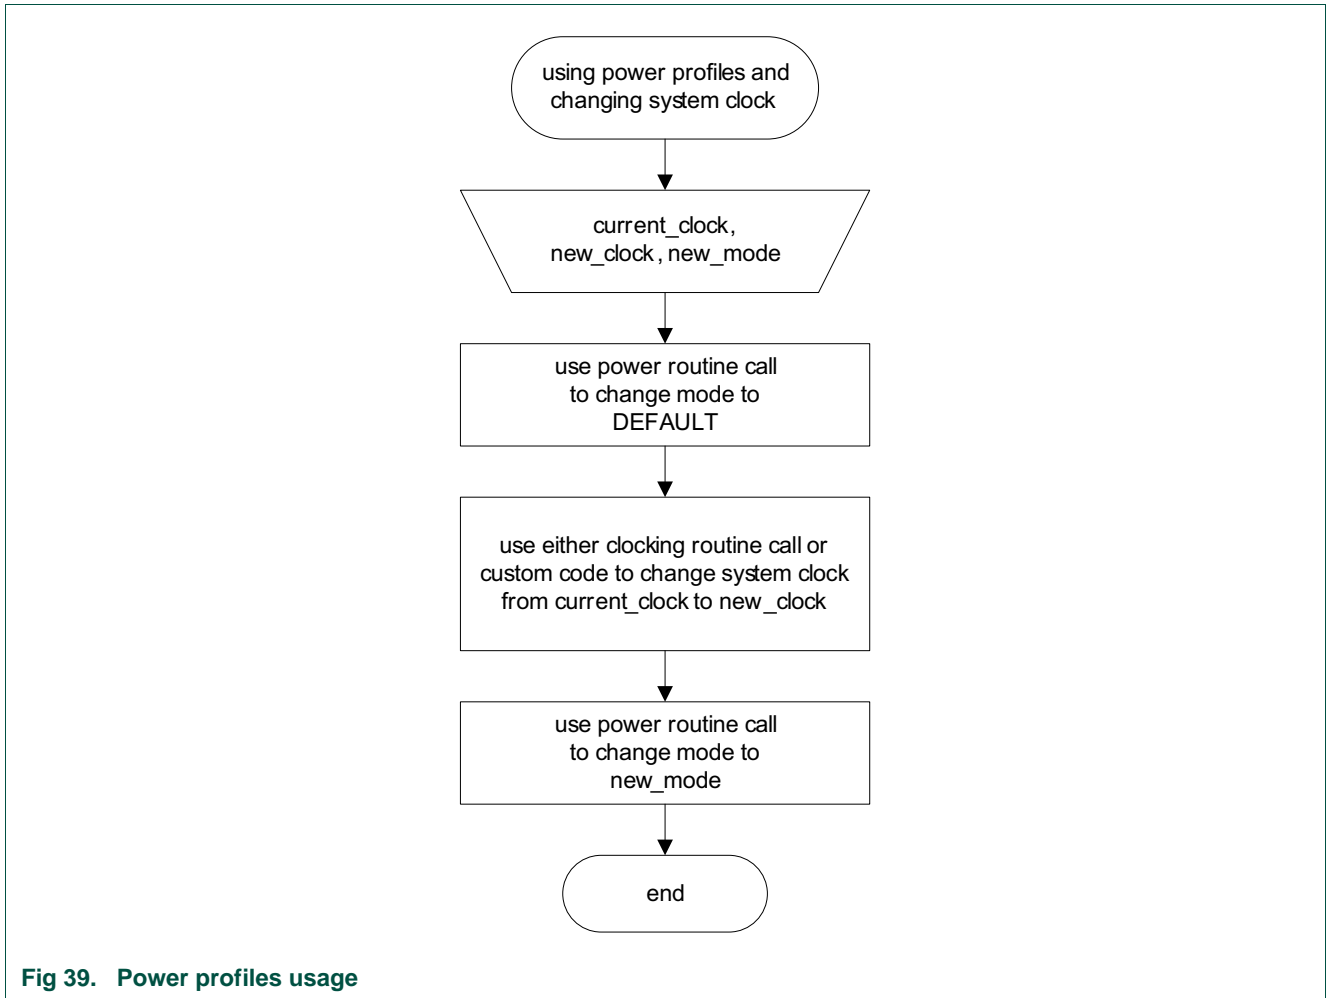 using power profiles and
changing system clock
current_clock,
new_clock, new_mode
use power routine call
to change mode to
DEFAULT
use either clocking routine call or
custom code to change system clock
from current_clock to new_clock
use power routine call
to change mode to
new_mode
end
Fig 39. Power profiles usage